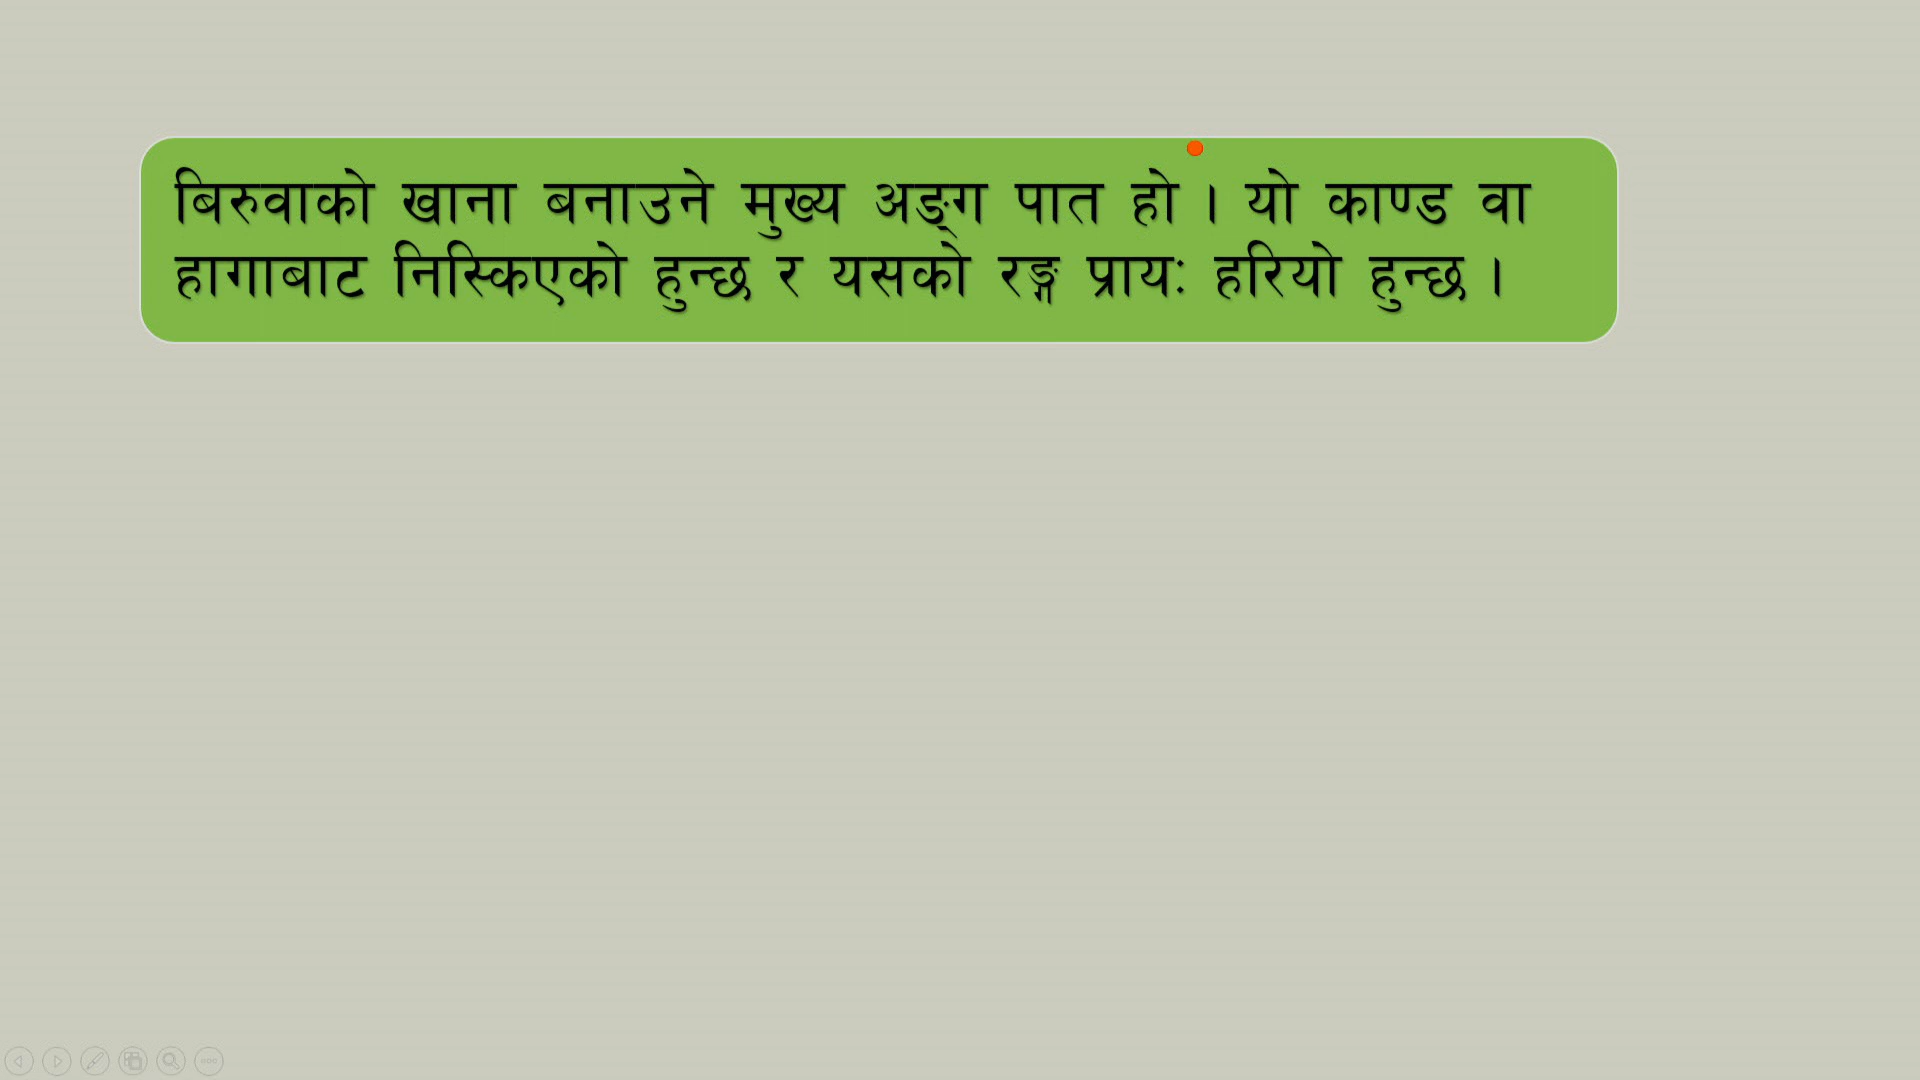 बिरुवाको खाना बनाउने मुख्य अङ्ग पात हो । यो काण्ड वा
हागाबाट निस्किएको हुन्छ र यसको रङ्ग प्रायः हरियो हुन्छ ।